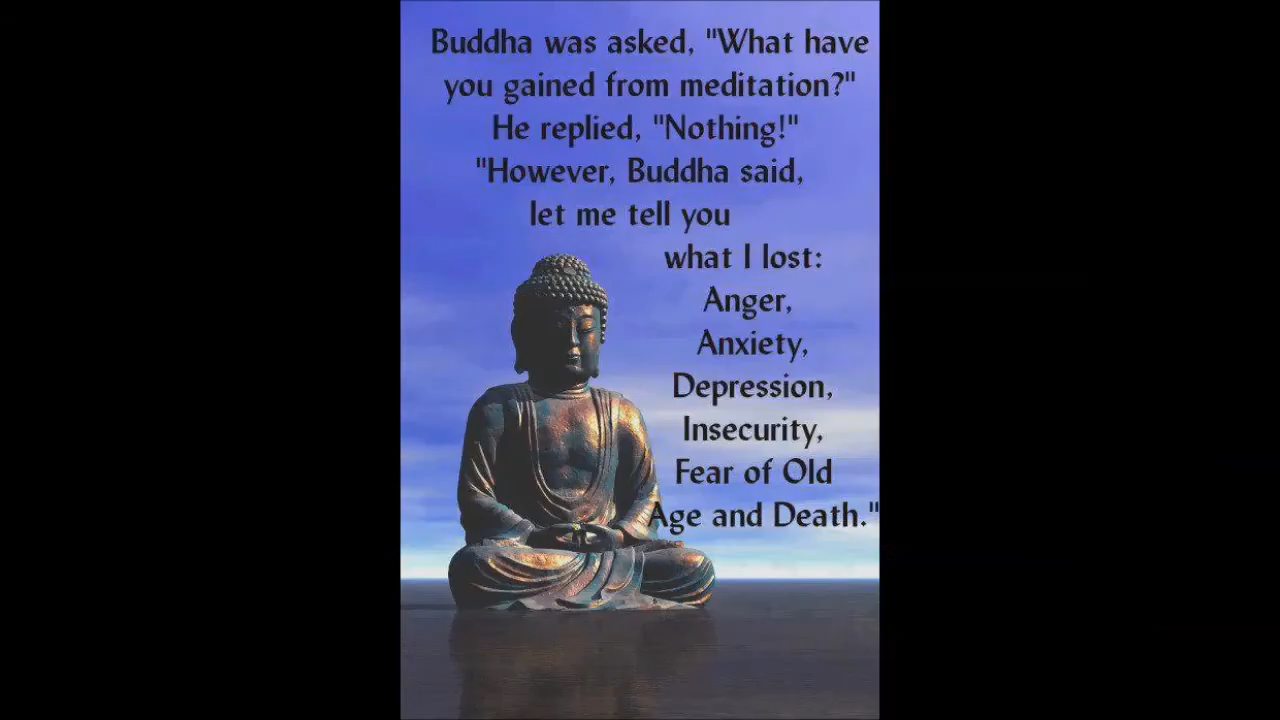 Buddha was asked, "What have
you gained from meditation?"
He replied, "Nothing!"
"However, Buddha said,
let me tell you
what I lost:
Anger,
Anxiety,
Depression,
Insecurity,
Fear of Old
Age and Death."